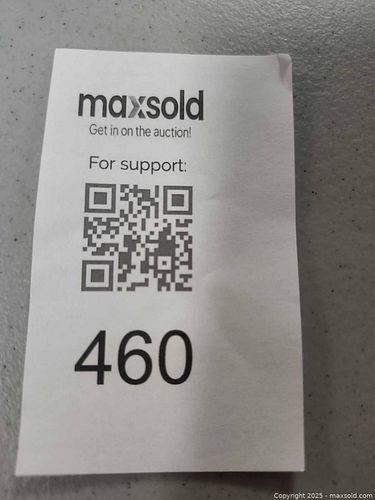 maxsold
Get in on the auction!
For support:
460
Copyright 2025 - maxsold.com